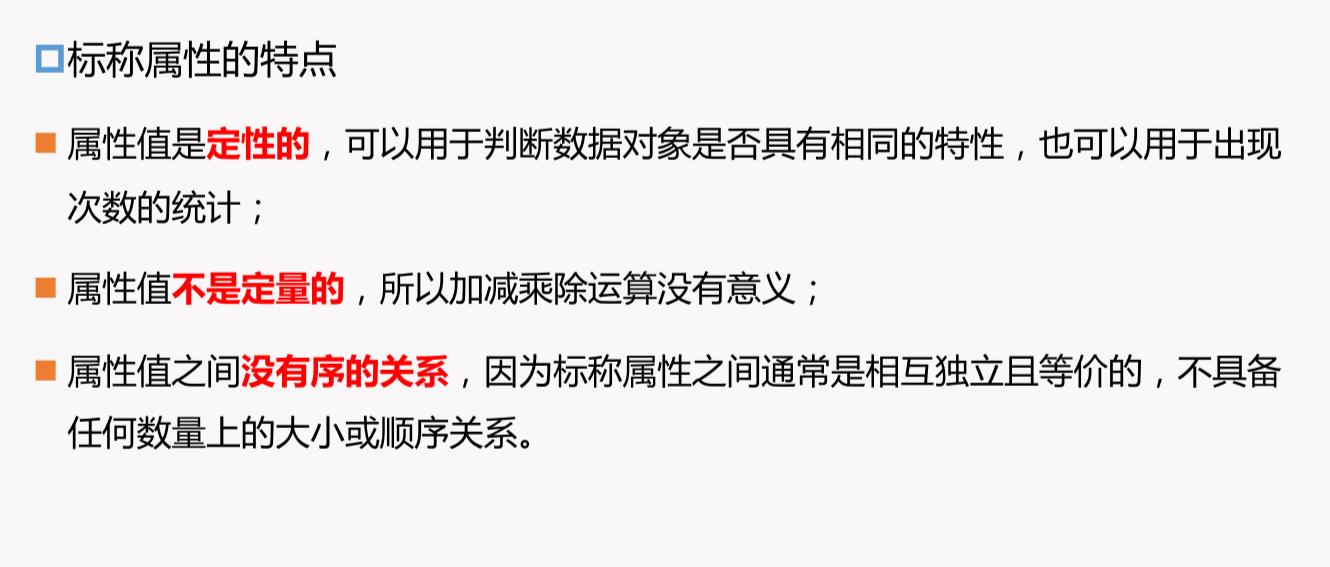 标称属性的特点
属性值是定性的，可以用于判断数据对象是否具有相同的特性，也可以用于出现
次数的统计；
属性值不是定量的，所以加减乘除运算没有意义；
属性值之间没有序的关系，因为标称属性之间通常是相互独立且等价的，不具备
任何数量上的大小或顺序关系。